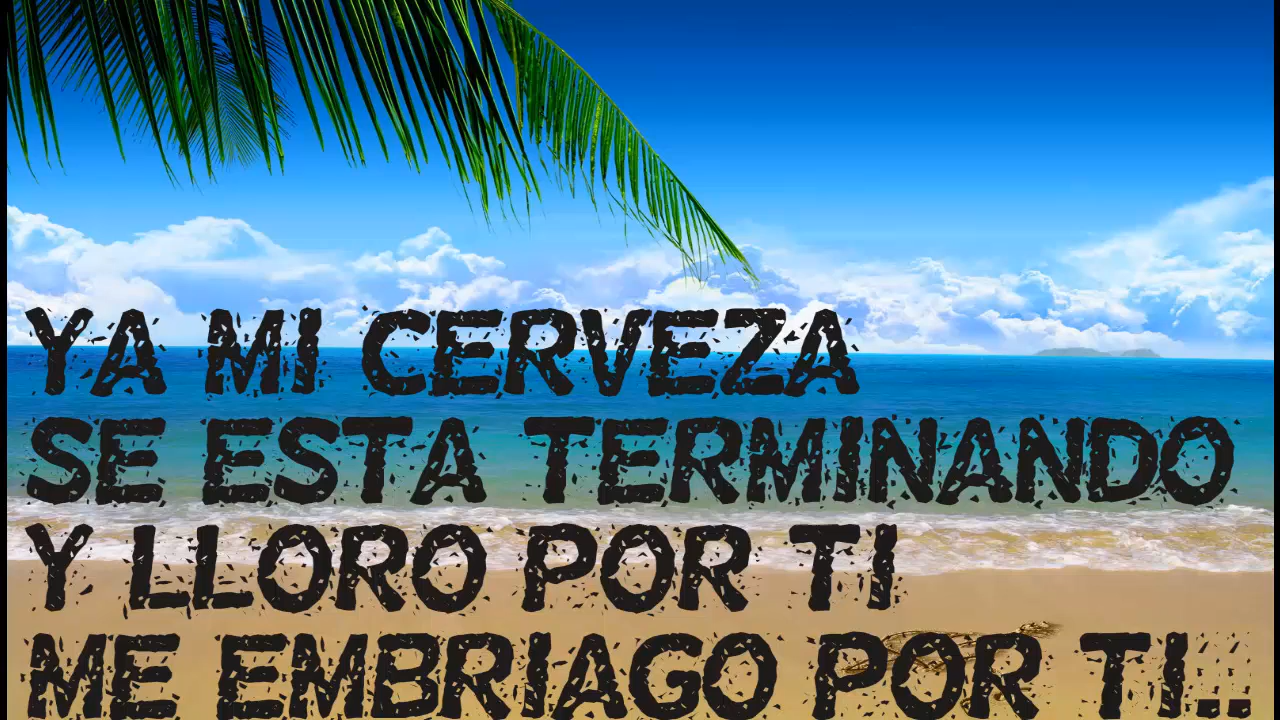 YA MI CERVEZA
SE ESTA TERMINANDO
Y LLORO POR TI
ME EMBRIAGO POR TI..